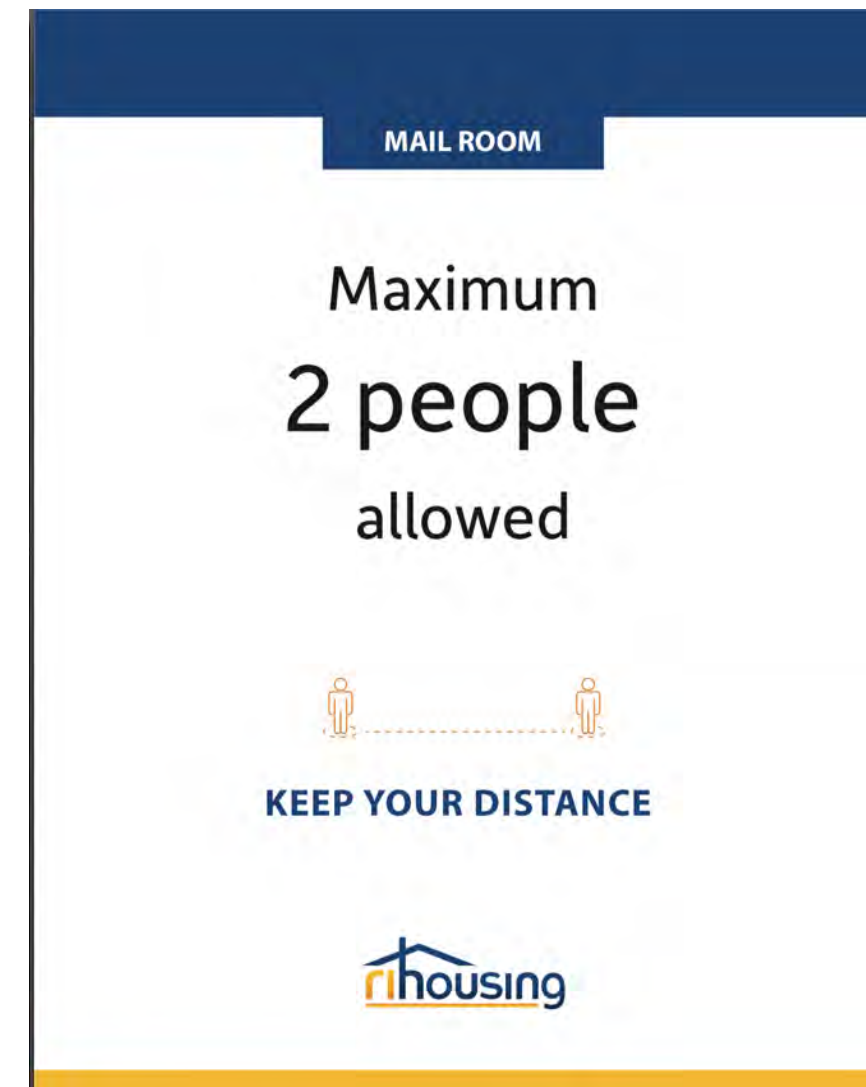 MAIL ROOM
Maximum
2 people
allowed
KEEP YOUR DISTANCE
rihousing